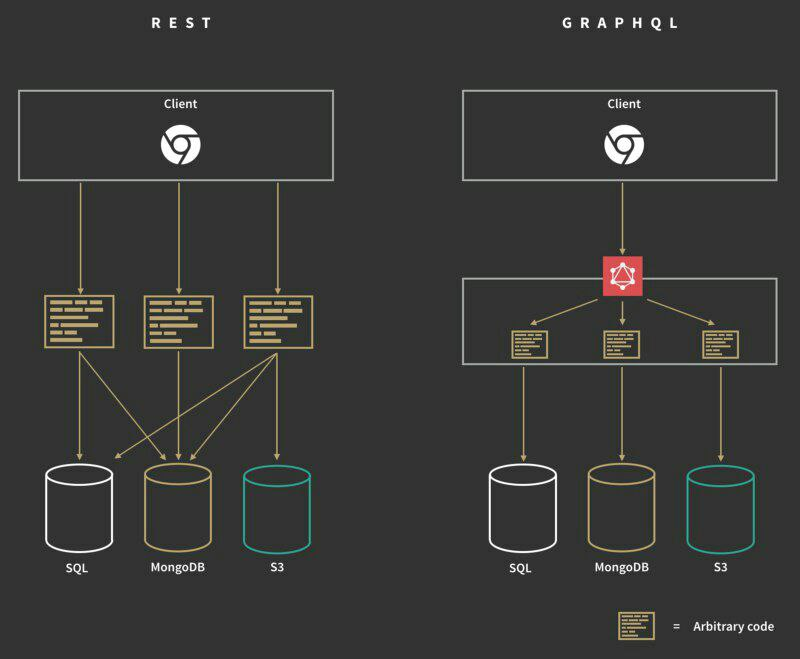 REST
GRAPHQL
Client
Client
SQL
MongoDB
S3
SQL
MongoDB
S3
= Arbitrary code